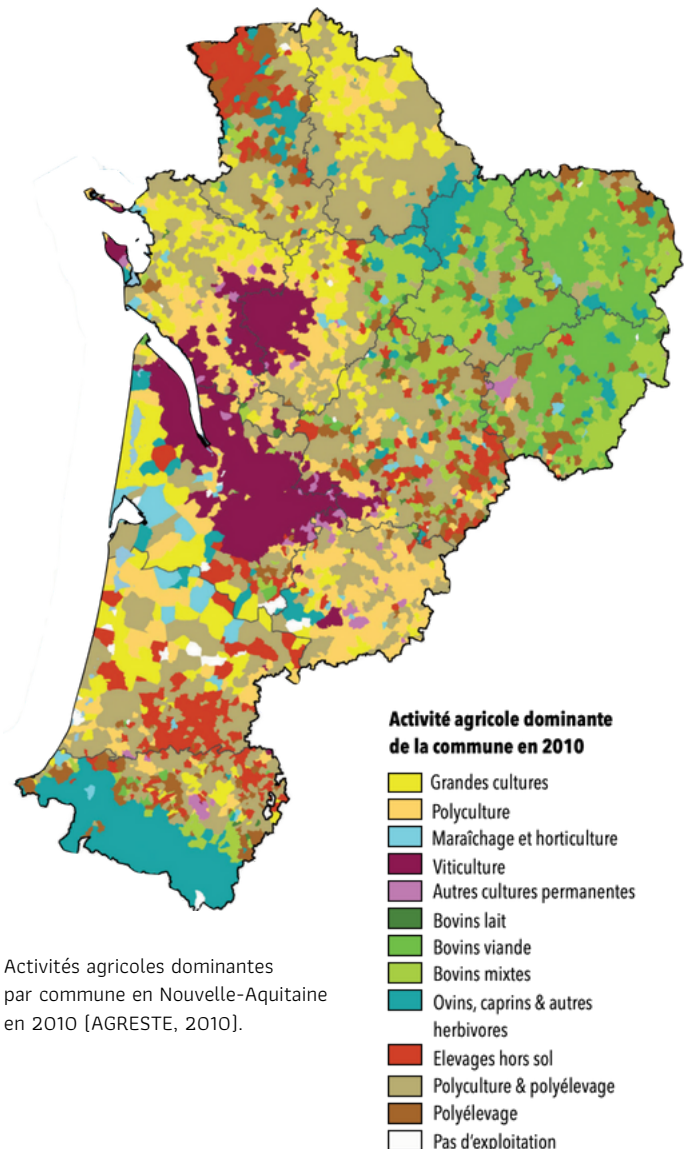 Activité agricole dominante
de la commune en 2010
Grandes cultures
Polyculture
Maraîchage et horticulture
Viticulture
Autres cultures permanentes
Bovins lait
Bovins viande
Bovins mixtes
Ovins, caprins & autres
herbivores
Elevages hors sol
Polyculture & polyélevage
Polyélevage
Pas d'exploitation
Activités agricoles dominantes
par commune en Nouvelle-Aquitaine
en 2010 (AGRESTE, 2010).